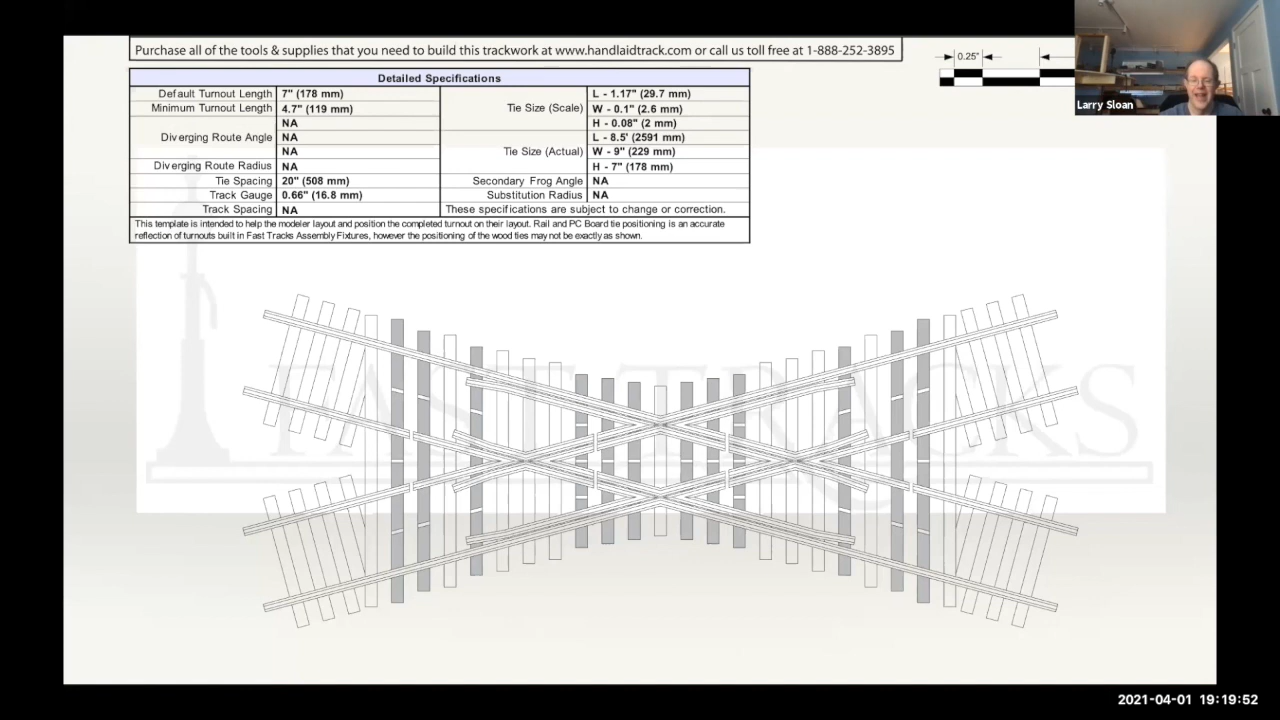 Purchase all of the tools & supplies that you need to build this trackwork at www.handlaidtrack.com or call us toll free at 1-888-252-3895
0.25"
Larry Sloan
Detailed Specifications
Default Turnout Length 7" (178 mm)
Minimum Turnout Length 4.7" (119 mm)
NA
Diverging Route Angle NA
NA
Diverging Route Radius NA
Tie Spacing 20" (508 mm)
Track Gauge 0.66" (16.8 mm)
Track Spacing NA
L - 1.17" (29.7 mm)
Tie Size (Scale) W - 0.1" (2.6 mm)
H - 0.08" (2 mm)
L - 8.5' (2591 mm)
Tie Size (Actual) W - 9" (229 mm)
H - 7" (178 mm)
Secondary Frog Angle NA
Substitution Radius NA
These specifications are subject to change or correction.
This template is intended to help the modeler layout and position the completed turnout on their layout. Rail and PC Board tie positioning is an accurate
reflection of turnouts built in Fast Tracks Assembly Fixtures, however the positioning of the wood ties may not be exactly as shown.
FAST TRACKS
2021-04-01 19:19:52